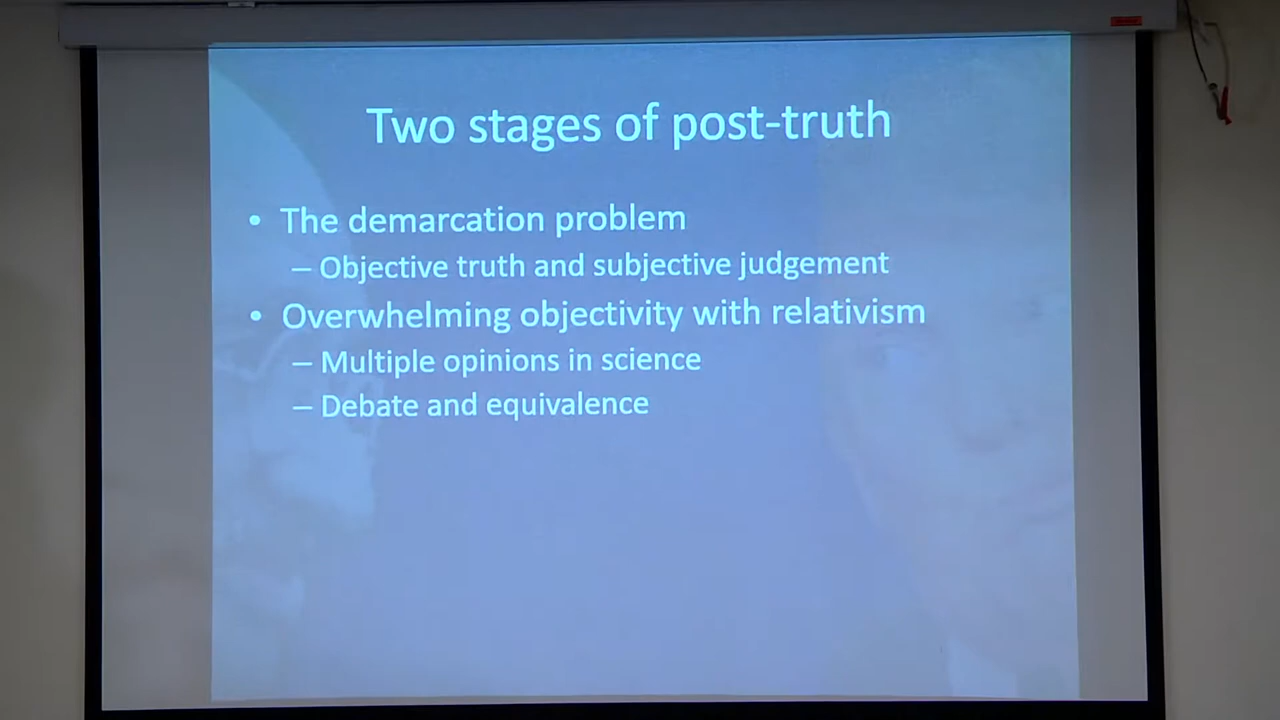 Two stages of post-truth
• The demarcation problem
– Objective truth and subjective judgement
• Overwhelming objectivity with relativism
– Multiple opinions in science
– Debate and equivalence